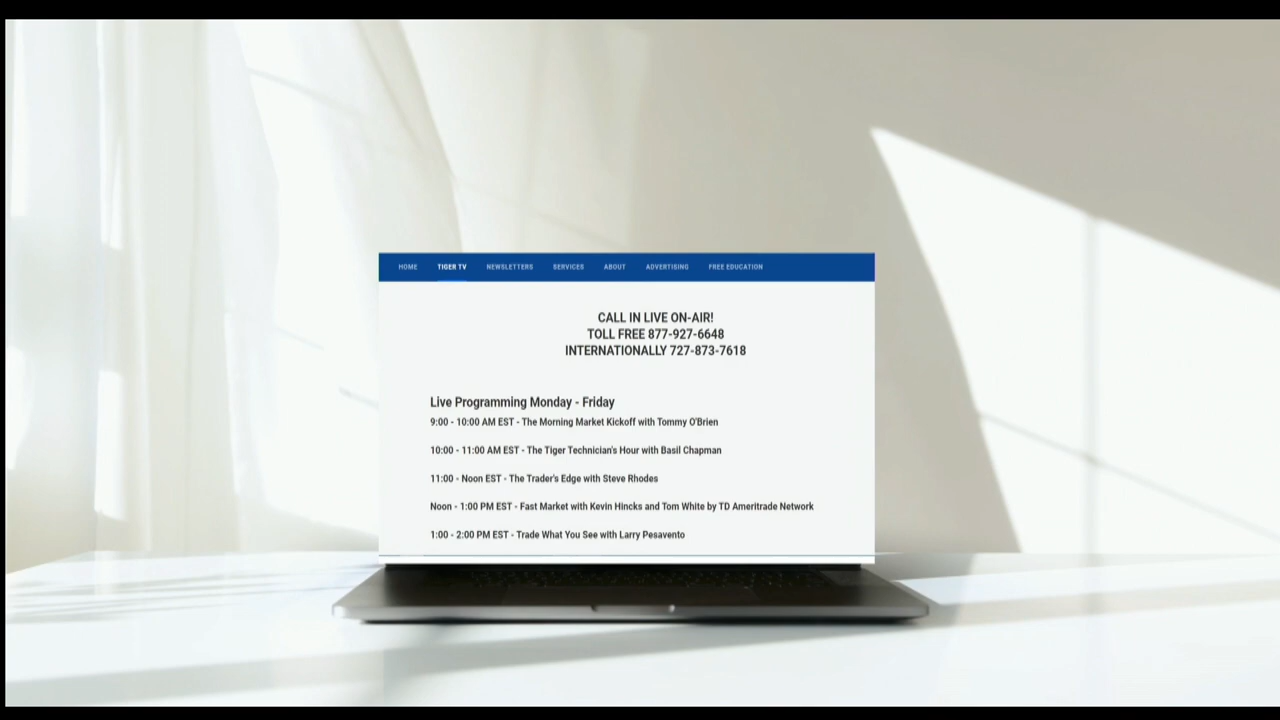 HOME TIGER TV NEWSLETTERS SERVICES ABOUT ADVERTISING FREE EDUCATION
CALL IN LIVE ON-AIR!
TOLL FREE 877-927-6648
INTERNATIONALLY 727-873-7618
Live Programming Monday - Friday
9:00 - 10:00 AM EST - The Morning Market Kickoff with Tommy O'Brien
10:00 - 11:00 AM EST - The Tiger Technician's Hour with Basil Chapman
11:00 - Noon EST - The Trader's Edge with Steve Rhodes
Noon - 1:00 PM EST - Fast Market with Kevin Hincks and Tom White by TD Ameritrade Network
1:00 - 2:00 PM EST - Trade What You See with Larry Pesavento